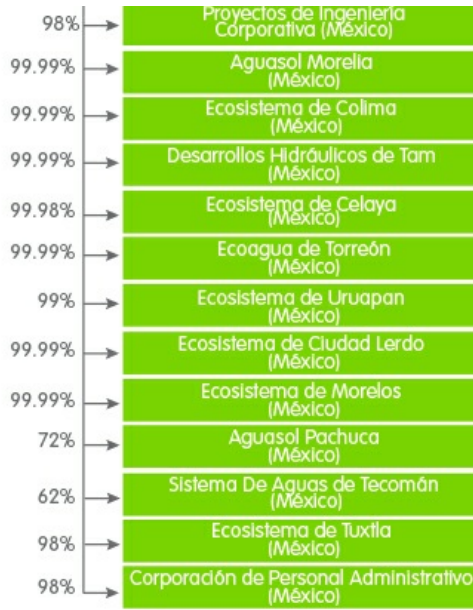 98%
Proyectos de Ingeniería
Corporativa (México)
99.99%
Aguasol Morelia
(México)
99.99%
Ecosistema de Colima
(México)
99.99%
Desarrollos Hidráulicos de Tam
(México)
99.98%
Ecosistema de Celaya
(México)
99.99%
Ecoagua de Torreón
(México)
99%
Ecosistema de Uruapan
(México)
99.99%
Ecosistema de Ciudad Lerdo
(México)
99.99%
Ecosistema de Morelos
(México)
72%
Aguasol Pachuca
(México)
62%
Sistema De Aguas de Tecomán
(México)
98%
Ecosistema de Tuxtla
(México)
98%
Corporación de Personal Administrativo
(México)